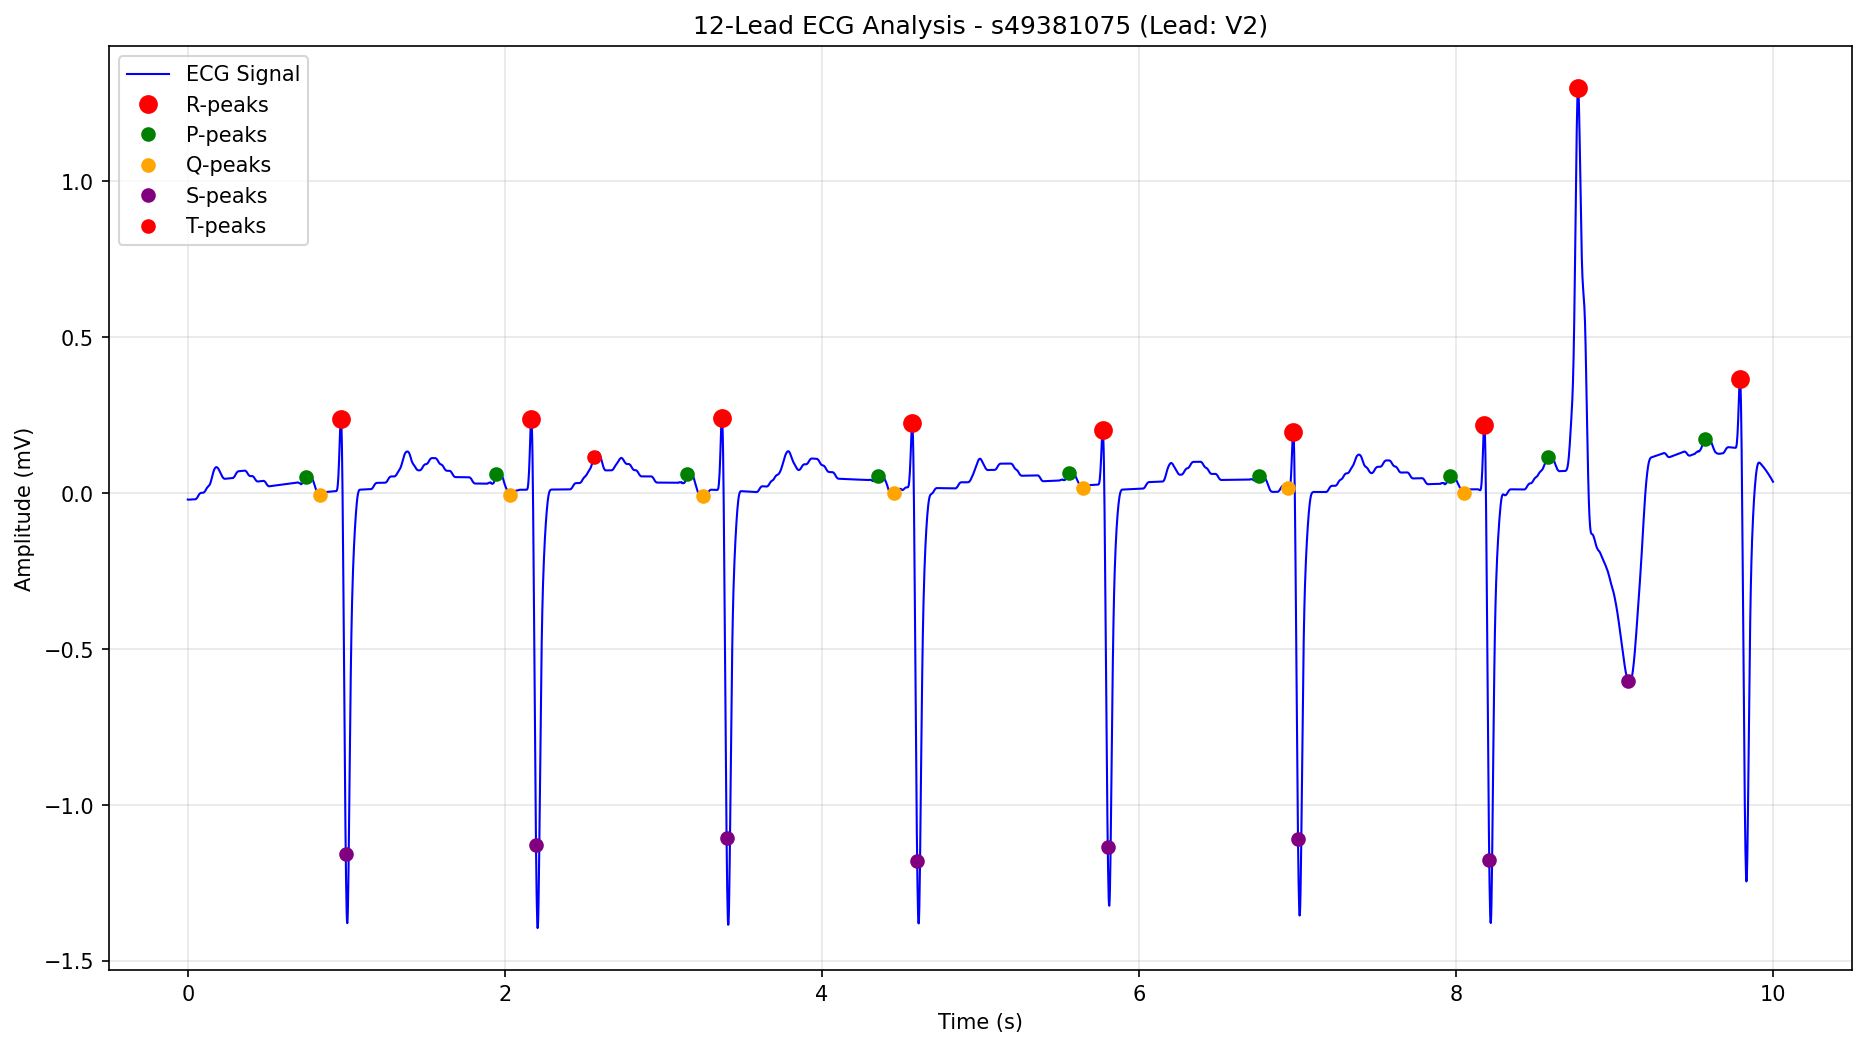 12-Lead ECG Analysis - s49381075 (Lead: V2)
ECG Signal
R-peaks
P-peaks
Q-peaks
S-peaks
T-peaks
Amplitude (mV)
1.0
0.5
0.0
−0.5
−1.0
−1.5
0 2 4 6 8 10
Time (s)